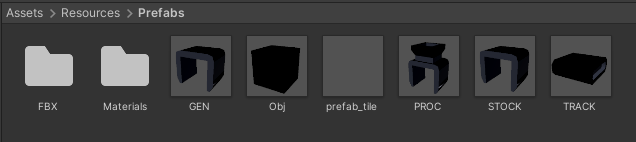 Assets > Resources > Prefabs
FBX Materials GEN Obj prefab_tile PROC STOCK TRACK